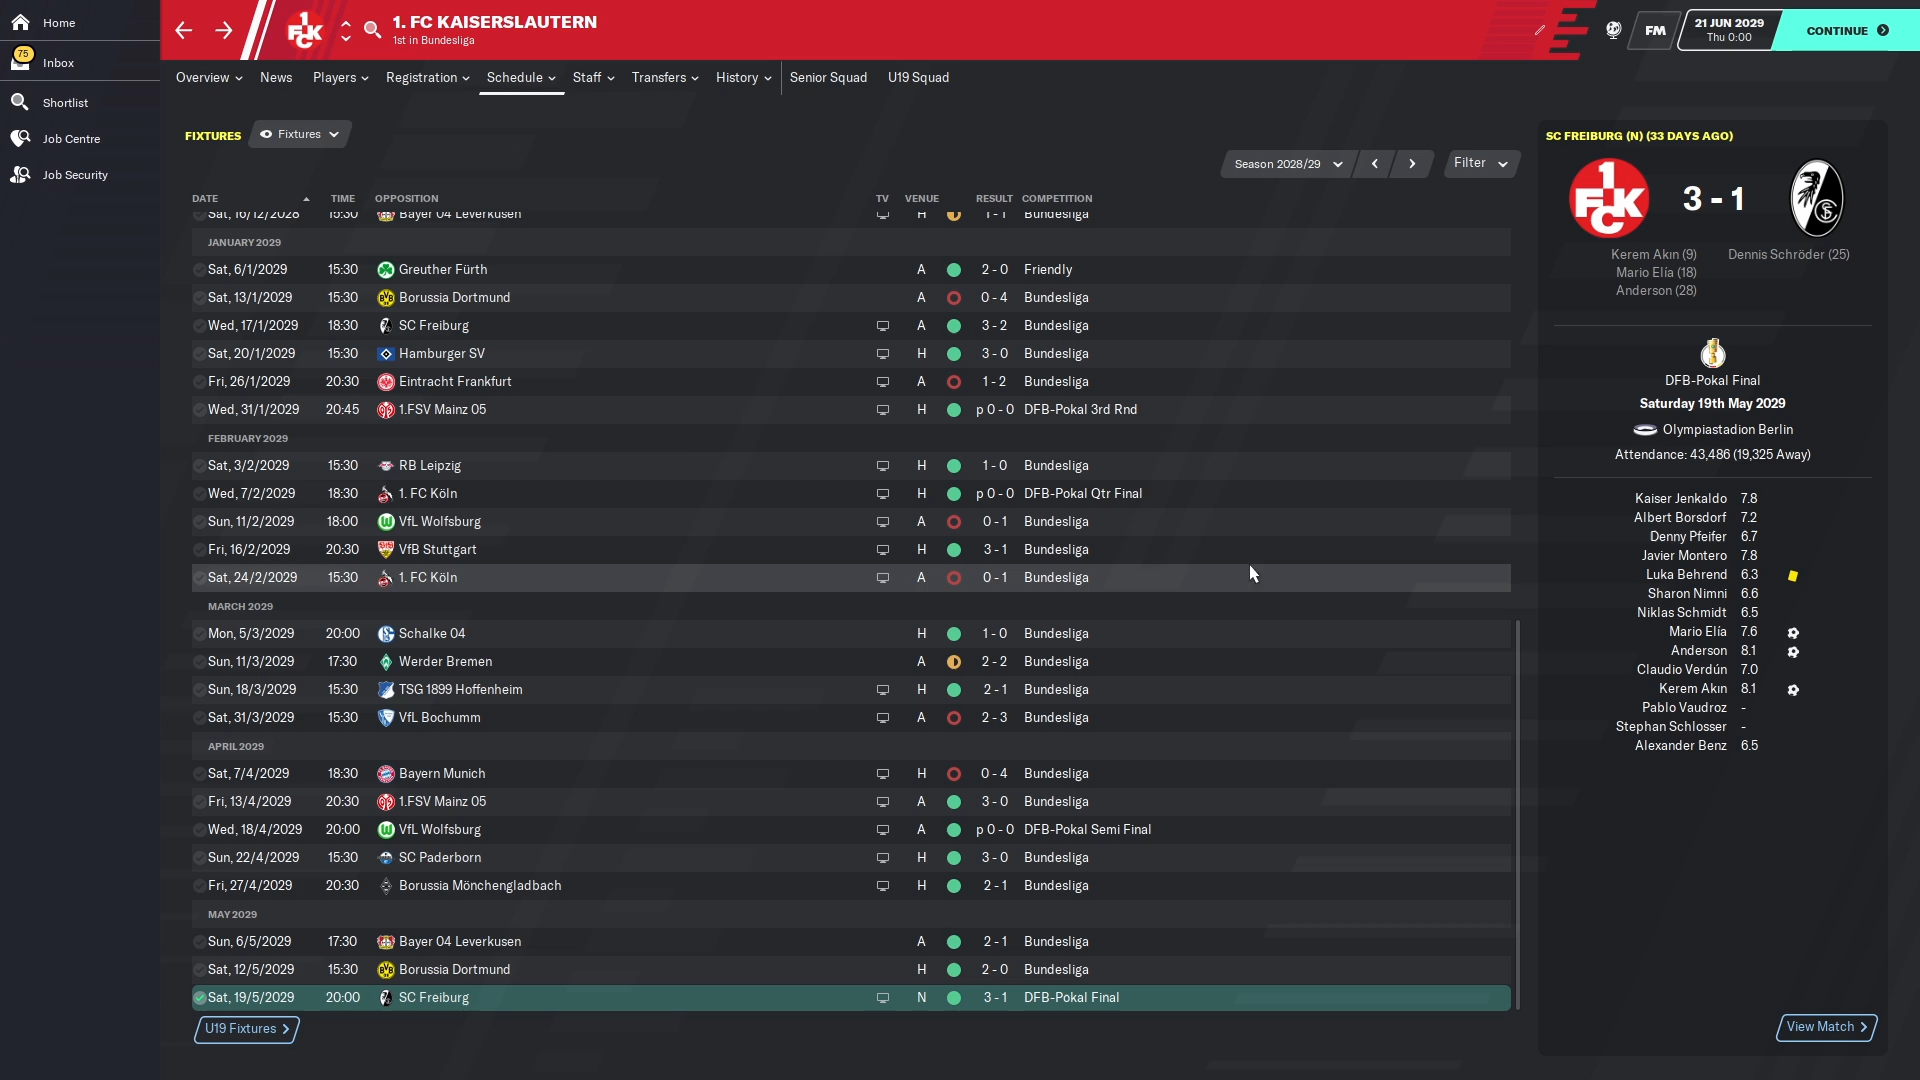 Home
75
Inbox
Shortlist
Job Centre
Job Security
1. FC KAISERSLAUTERN
1st in Bundesliga
FM
21 JUN 2029
Thu 0:00
CONTINUE
Overview News Players Registration Schedule Staff Transfers History Senior Squad U19 Squad
FIXTURES Fixtures
Season 2028/29 Filter
DATE TIME OPPOSITION TV VENUE RESULT COMPETITION
Sat, 16/12/2028 15:30 Bayer 04 Leverkusen H 1 - 1 Bundesliga
JANUARY 2029
Sat, 6/1/2029 15:30 Greuther Fürth A 2 - 0 Friendly
Sat, 13/1/2029 15:30 Borussia Dortmund A 0 - 4 Bundesliga
Wed, 17/1/2029 18:30 SC Freiburg A 3 - 2 Bundesliga
Sat, 20/1/2029 15:30 Hamburger SV H 3 - 0 Bundesliga
Fri, 26/1/2029 20:30 Eintracht Frankfurt A 1 - 2 Bundesliga
Wed, 31/1/2029 20:45 1.FSV Mainz 05 H p 0 - 0 DFB-Pokal 3rd Rnd
FEBRUARY 2029
Sat, 3/2/2029 15:30 RB Leipzig H 1 - 0 Bundesliga
Wed, 7/2/2029 18:30 1. FC Köln H p 0 - 0 DFB-Pokal Qtr Final
Sun, 11/2/2029 18:00 VfL Wolfsburg A 0 - 1 Bundesliga
Fri, 16/2/2029 20:30 VfB Stuttgart H 3 - 1 Bundesliga
Sat, 24/2/2029 15:30 1. FC Köln A 0 - 1 Bundesliga
MARCH 2029
Mon, 5/3/2029 20:00 Schalke 04 H 1 - 0 Bundesliga
Sun, 11/3/2029 17:30 Werder Bremen A 2 - 2 Bundesliga
Sun, 18/3/2029 15:30 TSG 1899 Hoffenheim H 2 - 1 Bundesliga
Sat, 31/3/2029 15:30 VfL Bochumm A 2 - 3 Bundesliga
APRIL 2029
Sat, 7/4/2029 18:30 Bayern Munich H 0 - 4 Bundesliga
Fri, 13/4/2029 20:30 1.FSV Mainz 05 A 3 - 0 Bundesliga
Wed, 18/4/2029 20:00 VfL Wolfsburg A p 0 - 0 DFB-Pokal Semi Final
Sun, 22/4/2029 15:30 SC Paderborn H 3 - 0 Bundesliga
Fri, 27/4/2029 20:30 Borussia Mönchengladbach H 2 - 1 Bundesliga
MAY 2029
Sun, 6/5/2029 17:30 Bayer 04 Leverkusen A 2 - 1 Bundesliga
Sat, 12/5/2029 15:30 Borussia Dortmund H 2 - 0 Bundesliga
Sat, 19/5/2029 20:00 SC Freiburg N 3 - 1 DFB-Pokal Final
U19 Fixtures
SC FREIBURG (N) (33 DAYS AGO)
3 - 1
Kerem Akın (9) Dennis Schröder (25)
Mario Elía (18)
Anderson (28)
DFB-Pokal Final
Saturday 19th May 2029
Olympiastadion Berlin
Attendance: 43,486 (19,325 Away)
Kaiser Jenkaldo 7.8
Albert Borsdorf 7.2
Denny Pfeifer 6.7
Javier Montero 7.8
Luka Behrend 6.3
Sharon Nimni 6.6
Niklas Schmidt 6.5
Mario Elía 7.6
Anderson 8.1
Claudio Verdún 7.0
Kerem Akın 8.1
Pablo Vaudroz -
Stephan Schlosser -
Alexander Benz 6.5
View Match